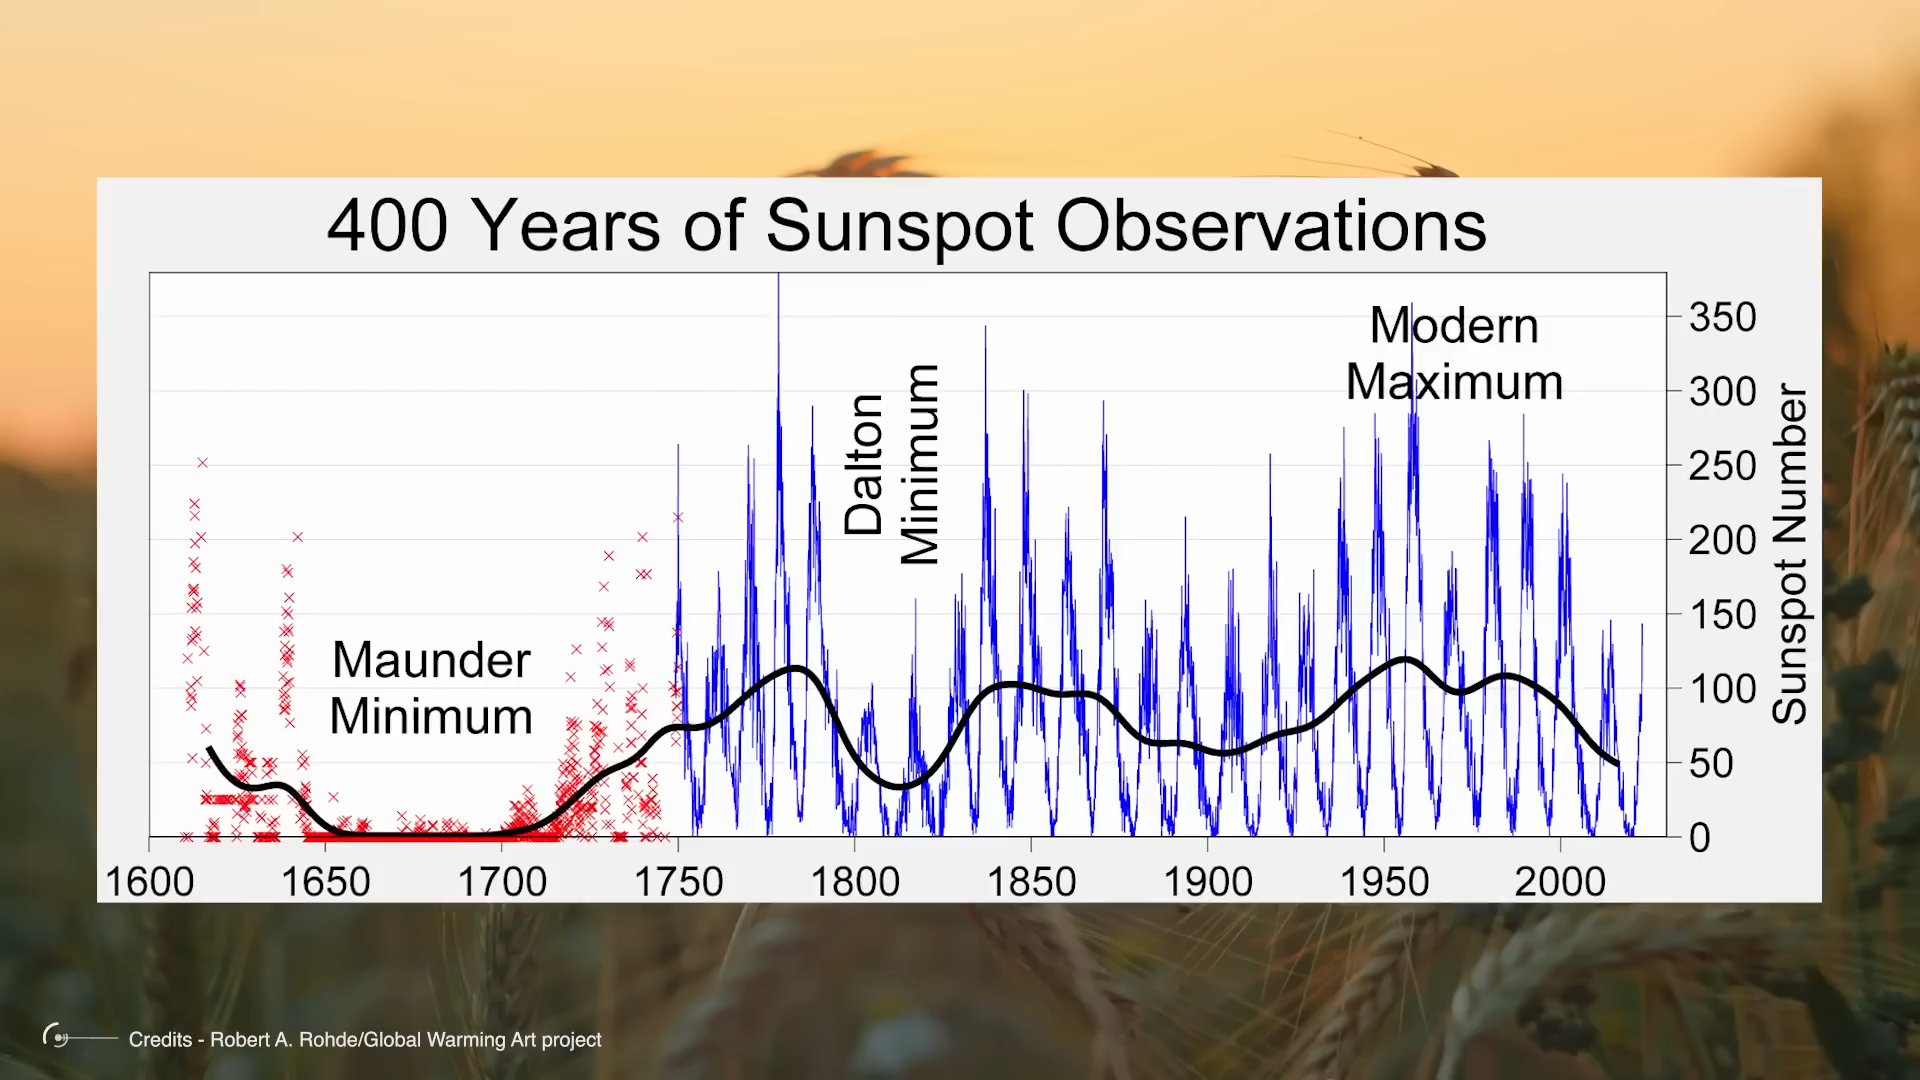 400 Years of Sunspot Observations
Modern
Maximum
Dalton
Minimum
Maunder
Minimum
350
300
250
200
150
100
50
0
Sunspot Number
1600 1650 1700 1750 1800 1850 1900 1950 2000
Credits - Robert A. Rohde/Global Warming Art project